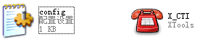 config
配置设置
1 KB
X_CTI
XTools